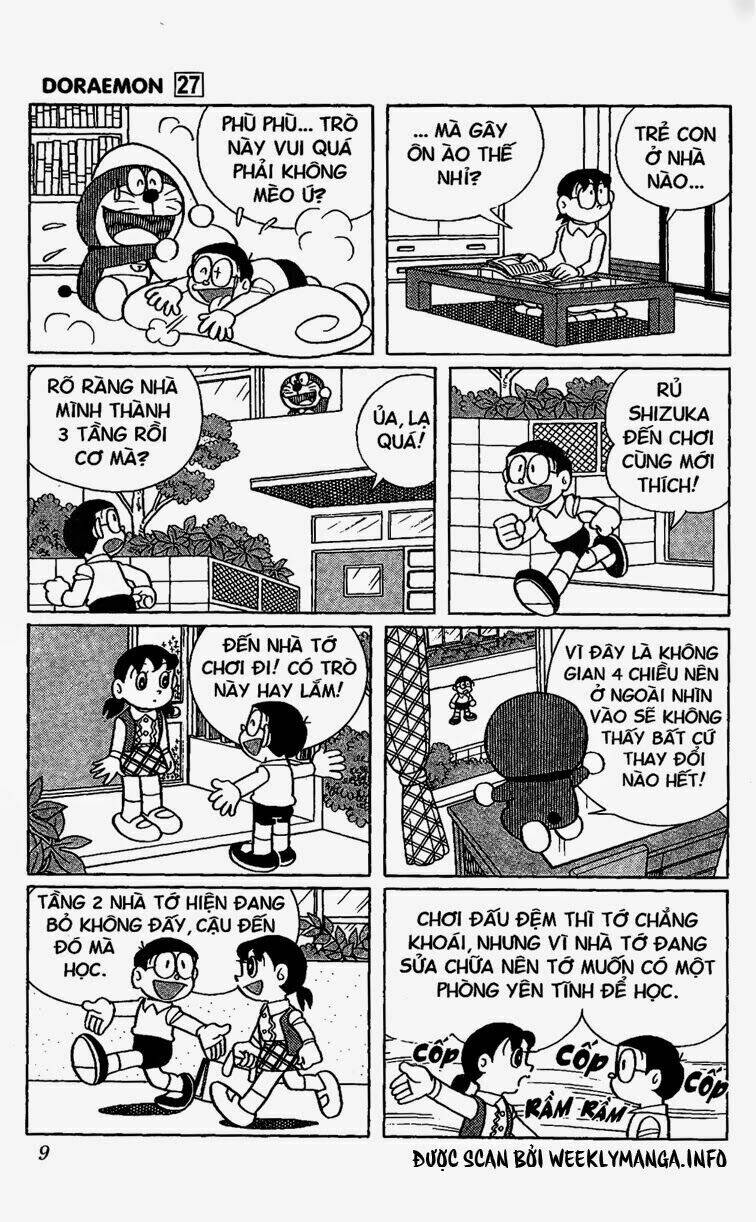 DORAEMON 27
TRẺ CON
Ở NHÀ
NÀO...
... MÀ GÂY
ỒN ÀO THẾ
NHỈ?
PHÙ PHÙ... TRÒ
NÀY VUI QUÁ
PHẢI KHÔNG
MÈO Ú?
RỦ
SHIZUKA
ĐẾN CHƠI
CÙNG MỚI
THÍCH!
ỦA, LẠ
QUÁ!
RÕ RÀNG NHÀ
MÌNH THÀNH
3 TẦNG RỒI
CƠ MÀ?
VÌ ĐÂY LÀ KHÔNG
GIAN 4 CHIỀU NÊN
Ở NGOÀI NHÌN
VÀO SẼ KHÔNG
THẤY BẤT CỨ
THAY ĐỔI
NÀO HẾT!
ĐẾN NHÀ TỚ
CHƠI ĐI! CÓ TRÒ
NÀY HAY LẮM!
CHƠI ĐẤU ĐỆM THÌ TỚ CHẲNG
KHOÁI, NHƯNG VÌ NHÀ TỚ ĐANG
SỬA CHỮA NÊN TỚ MUỐN CÓ MỘT
PHÒNG YÊN TĨNH ĐỂ HỌC.
CỐP
CỐP
CỐP
RẦM RẦM
TẦNG 2 NHÀ TỚ HIỆN ĐANG
BỎ KHÔNG ĐẤY, CẬU ĐẾN
ĐÓ MÀ
HỌC.
9
ĐƯỢC SCAN BỞI WEEKLYMANGA.INFO